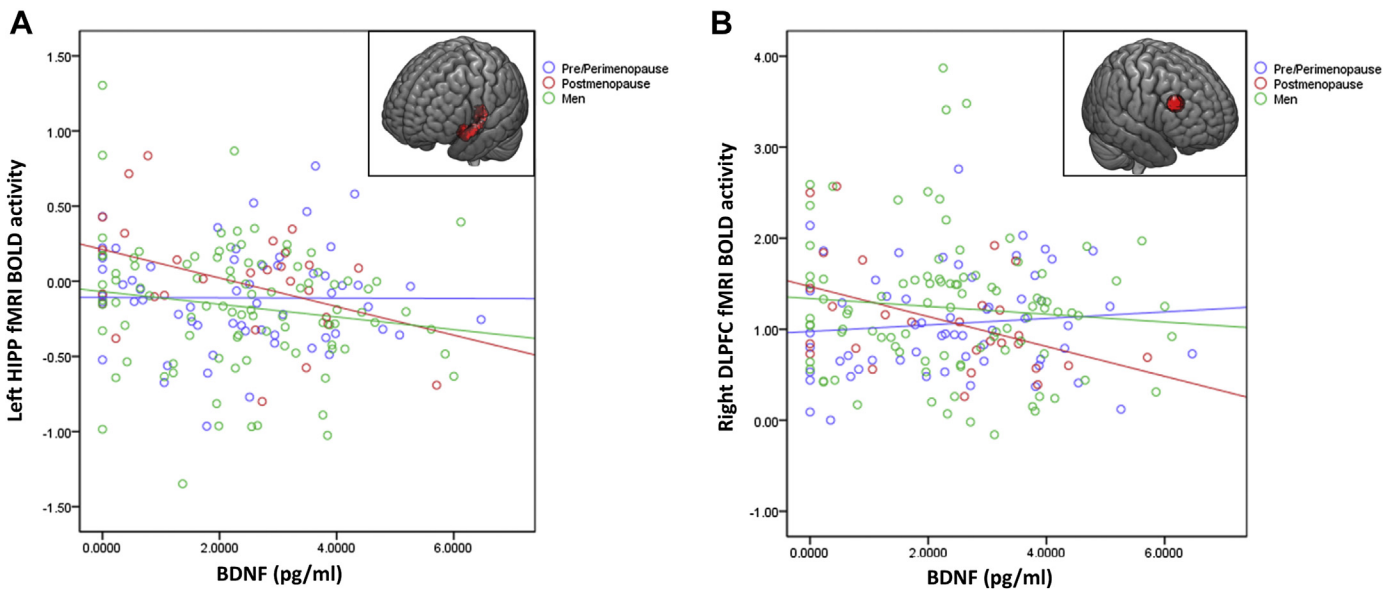 A
Left HIPP fMRI BOLD activity
1.50
1.00
0.50
0.00
-0.50
-1.00
-1.50
0.0000 2.0000 4.0000 6.0000
BDNF (pg/ml)
Pre/Perimenopause
Postmenopause
Men
B
Right DLPFC fMRI BOLD activity
4.00
3.00
2.00
1.00
0.00
-1.00
0.0000 2.0000 4.0000 6.0000
BDNF (pg/ml)
Pre/Perimenopause
Postmenopause
Men